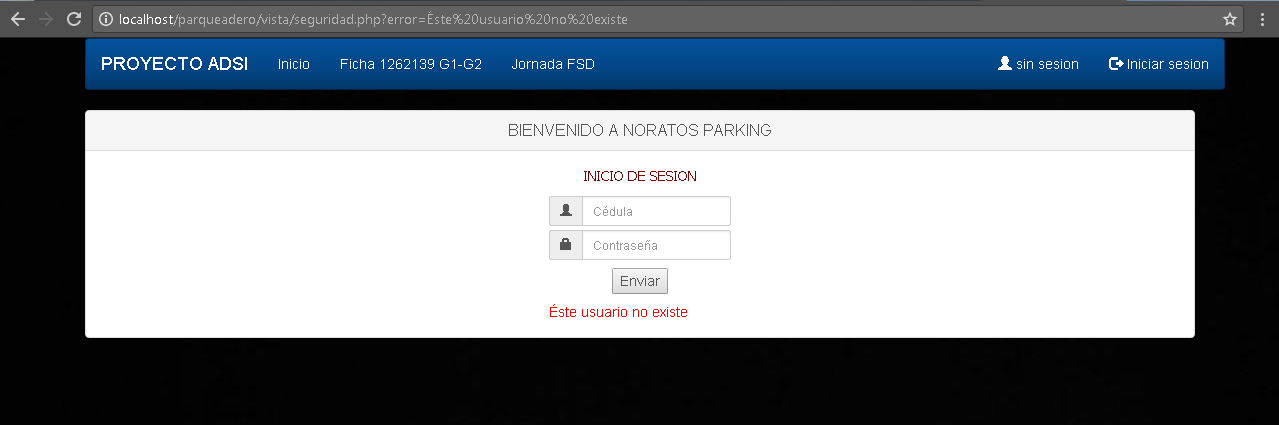 localhost/parqueadero/vista/seguridad.php?error=Éste%20usuario%20no%20existe
PROYECTO ADSI Inicio Ficha 1262139 G1-G2 Jornada FSD sin sesion Iniciar sesion
BIENVENIDO A NORATOS PARKING
INICIO DE SESION
Cédula
Contraseña
Enviar
Éste usuario no existe